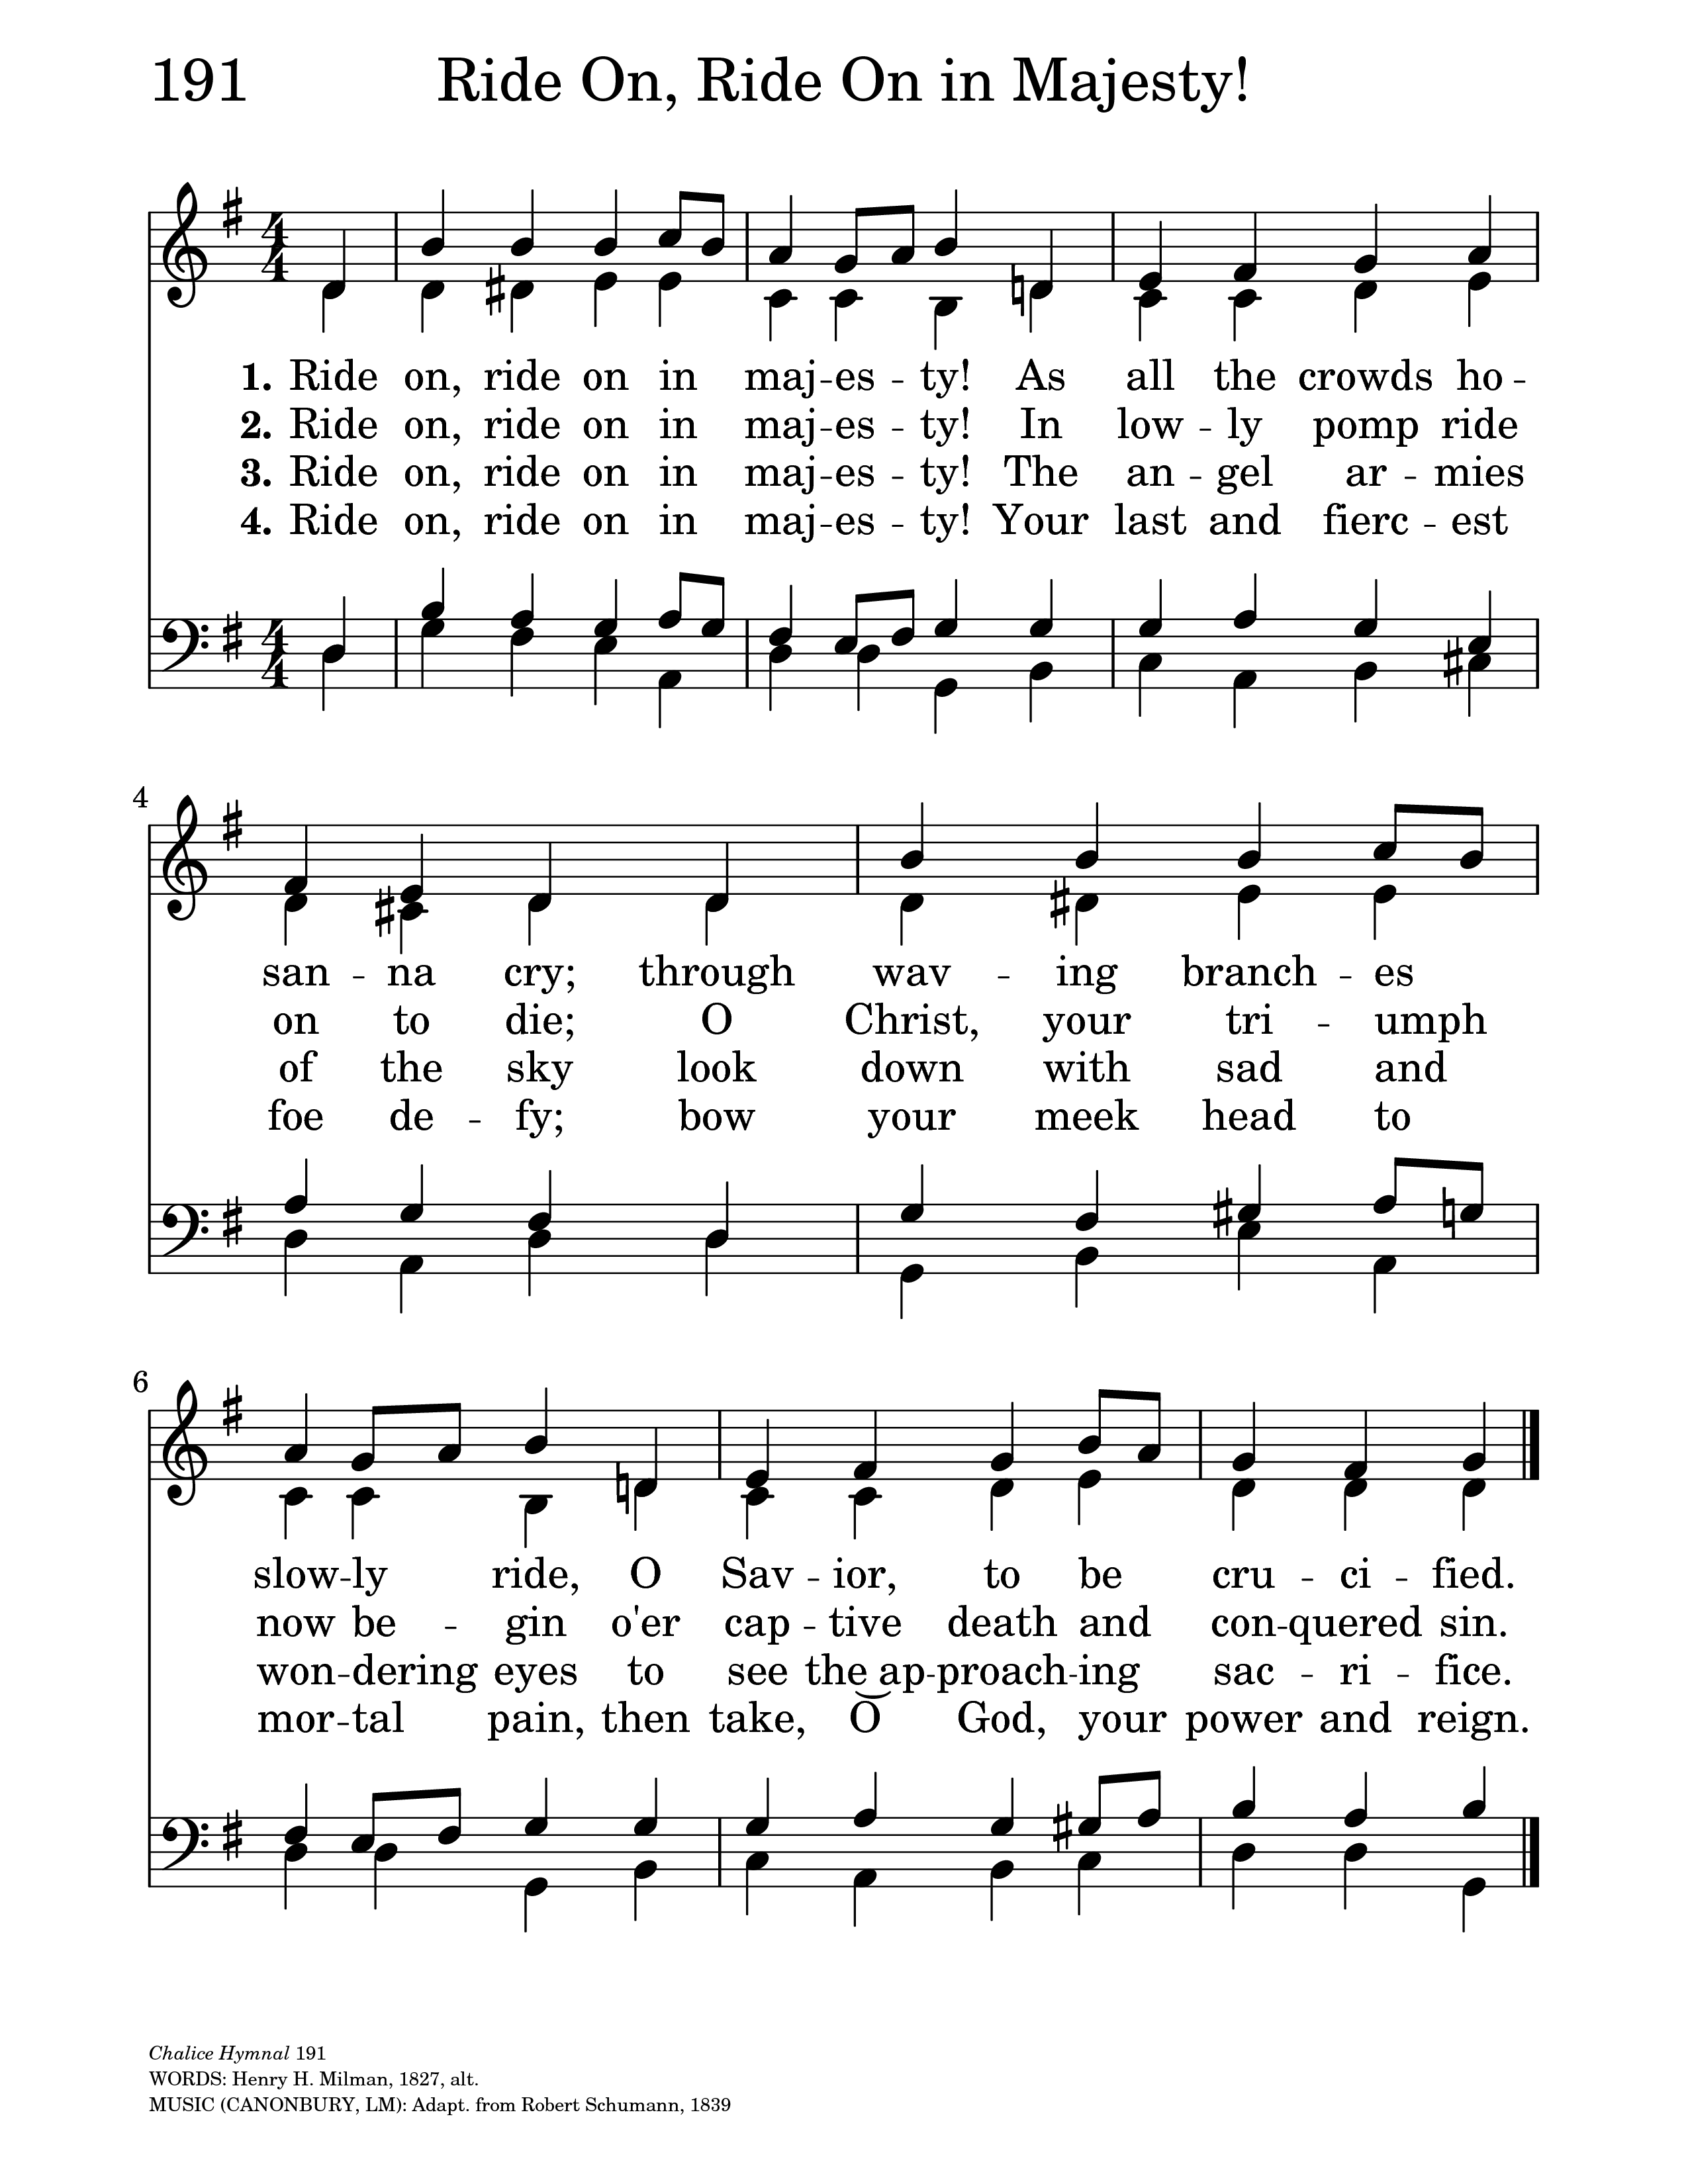 191 Ride On, Ride On in Majesty!
1. Ride on, ride on in maj -- es -- ty! As all the crowds ho --
2. Ride on, ride on in maj -- es -- ty! In low -- ly pomp ride
3. Ride on, ride on in maj -- es -- ty! The an -- gel ar -- mies
4. Ride on, ride on in maj -- es -- ty! Your last and fierc -- est
4
san -- na cry; through wav -- ing branch -- es
on to die; O Christ, your tri -- umph
of the sky look down with sad and
foe de -- fy; bow your meek head to
6
slow -- ly ride, O Sav -- ior, to be cru -- ci -- fied.
now be -- gin o'er cap -- tive death and con -- quered sin.
won -- dering eyes to see the‿ap -- proach -- ing sac -- ri -- fice.
mor -- tal pain, then take, O God, your power and reign.
Chalice Hymnal 191
WORDS: Henry H. Milman, 1827, alt.
MUSIC (CANONBURY, LM): Adapt. from Robert Schumann, 1839